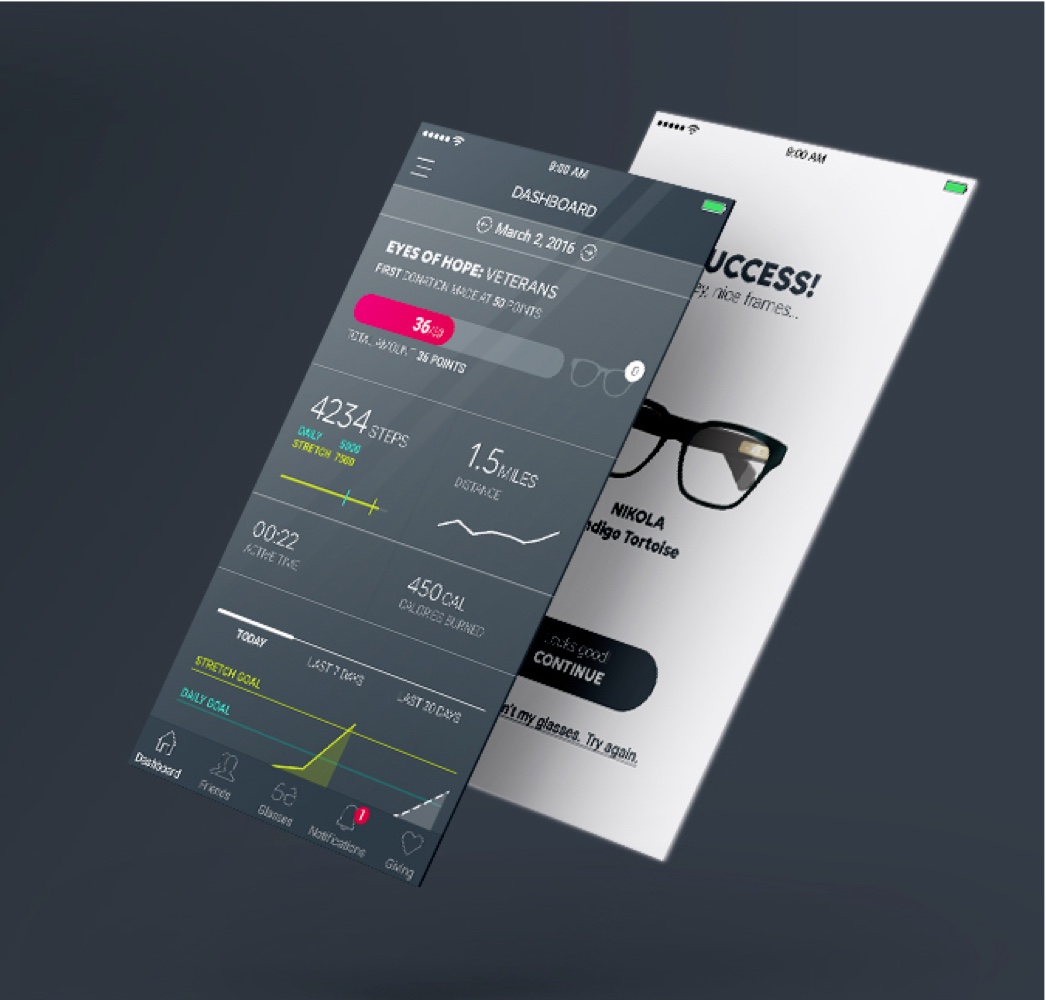 9:00 AM
DASHBOARD
March 2, 2016
EYES OF HOPE: VETERANS
FIRST DONATION MADE AT 50 POINTS
36/50
TOTAL AMOUNT 36 POINTS
0
4234 STEPS
DAILY 5000
STRETCH 7500
1.5 MILES
DISTANCE
00:22
ACTIVE TIME
450 CAL
CALORIES BURNED
TODAY
LAST 7 DAYS
LAST 30 DAYS
STRETCH GOAL
DAILY GOAL
Dashboard
Friends
Glasses
Notifications
1
Giving
9:00 AM
UCCESS!
nice frames...
NIKOLA
ndigo Tortoise
good!
CONTINUE
n't my glasses. Try again.